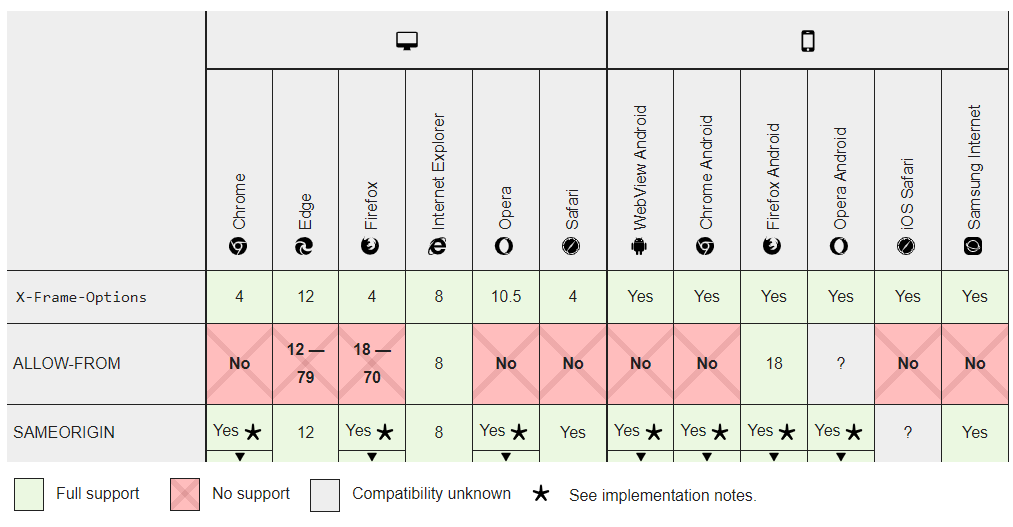 Chrome Edge Firefox Internet Explorer Opera Safari WebView Android Chrome Android Firefox Android Opera Android iOS Safari Samsung Internet
X-Frame-Options 4 12 4 8 10.5 4 Yes Yes Yes Yes Yes Yes
ALLOW-FROM No 12 — 79 18 — 70 8 No No No No 18 ? No No
SAMEORIGIN Yes ★ 12 Yes ★ 8 Yes ★ Yes Yes ★ Yes ★ Yes ★ Yes ★ ? Yes
Full support No support Compatibility unknown ★ See implementation notes.